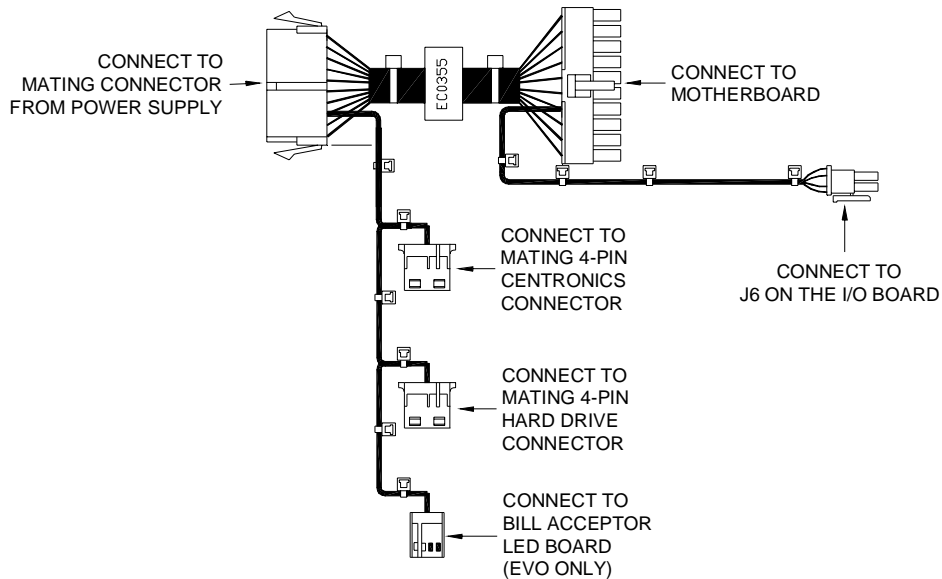 CONNECT TO
MATING CONNECTOR
FROM POWER SUPPLY
EC0355
CONNECT TO
MOTHERBOARD
CONNECT TO
J6 ON THE I/O BOARD
CONNECT TO
MATING 4-PIN
CENTRONICS
CONNECTOR
CONNECT TO
MATING 4-PIN
HARD DRIVE
CONNECTOR
CONNECT TO
BILL ACCEPTOR
LED BOARD
(EVO ONLY)